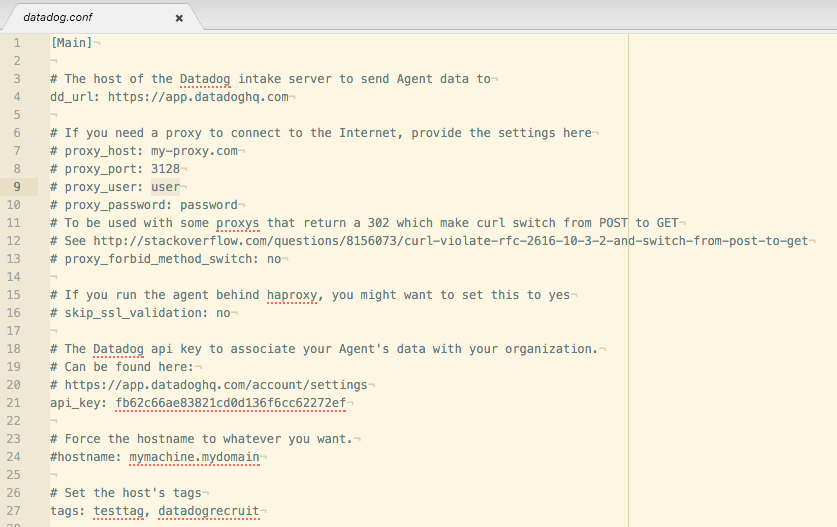 datadog.conf
1 [Main]
2
3 # The host of the Datadog intake server to send Agent data to
4 dd_url: https://app.datadoghq.com
5
6 # If you need a proxy to connect to the Internet, provide the settings here
7 # proxy_host: my-proxy.com
8 # proxy_port: 3128
9 # proxy_user: user
10 # proxy_password: password
11 # To be used with some proxys that return a 302 which make curl switch from POST to GET
12 # See http://stackoverflow.com/questions/8156073/curl-violate-rfc-2616-10-3-2-and-switch-from-post-to-get
13 # proxy_forbid_method_switch: no
14
15 # If you run the agent behind haproxy, you might want to set this to yes
16 # skip_ssl_validation: no
17
18 # The Datadog api key to associate your Agent's data with your organization.
19 # Can be found here:
20 # https://app.datadoghq.com/account/settings
21 api_key: fb62c66ae83821cd0d136f6cc62272ef
22
23 # Force the hostname to whatever you want.
24 #hostname: mymachine.mydomain
25
26 # Set the host's tags
27 tags: testtag, datadogrecruit